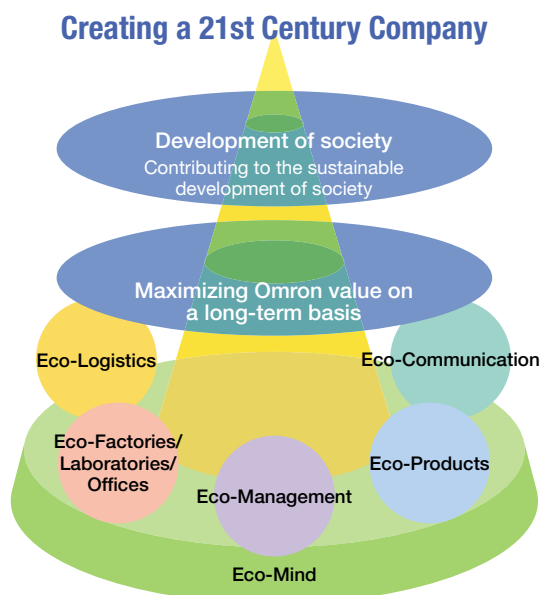 Creating a 21st Century Company
Development of society
Contributing to the sustainable
development of society
Maximizing Omron value on
a long-term basis
Eco-Logistics
Eco-Communication
Eco-Factories/
Laboratories/
Offices
Eco-Products
Eco-Management
Eco-Mind